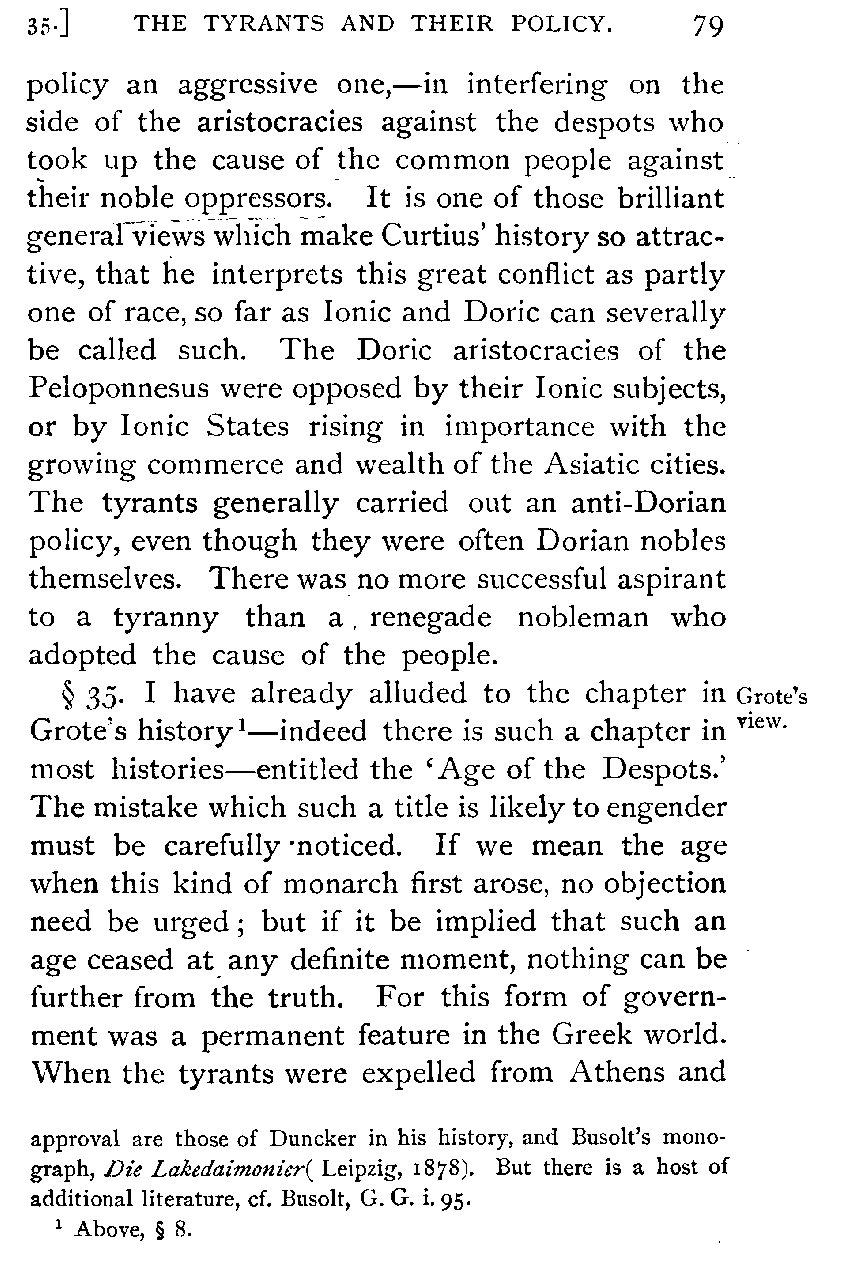 35.] THE TYRANTS AND THEIR POLICY. 79
policy an aggressive one,—in interfering on the
side of the aristocracies against the despots who
took up the cause of the common people against
their noble oppressors. It is one of those brilliant
general views which make Curtius' history so attrac-
tive, that he interprets this great conflict as partly
one of race, so far as Ionic and Doric can severally
be called such. The Doric aristocracies of the
Peloponnesus were opposed by their Ionic subjects,
or by Ionic States rising in importance with the
growing commerce and wealth of the Asiatic cities.
The tyrants generally carried out an anti-Dorian
policy, even though they were often Dorian nobles
themselves. There was no more successful aspirant
to a tyranny than a renegade nobleman who
adopted the cause of the people.
§ 35. I have already alluded to the chapter in
Grote's history¹—indeed there is such a chapter in
most histories—entitled the ‘Age of the Despots.’
The mistake which such a title is likely to engender
must be carefully noticed. If we mean the age
when this kind of monarch first arose, no objection
need be urged; but if it be implied that such an
age ceased at any definite moment, nothing can be
further from the truth. For this form of govern-
ment was a permanent feature in the Greek world.
When the tyrants were expelled from Athens and
Grote's
view.
approval are those of Duncker in his history, and Busolt's mono-
graph, Die Lakedaimonier( Leipzig, 1878). But there is a host of
additional literature, cf. Busolt, G. G. i. 95.
¹ Above, § 8.